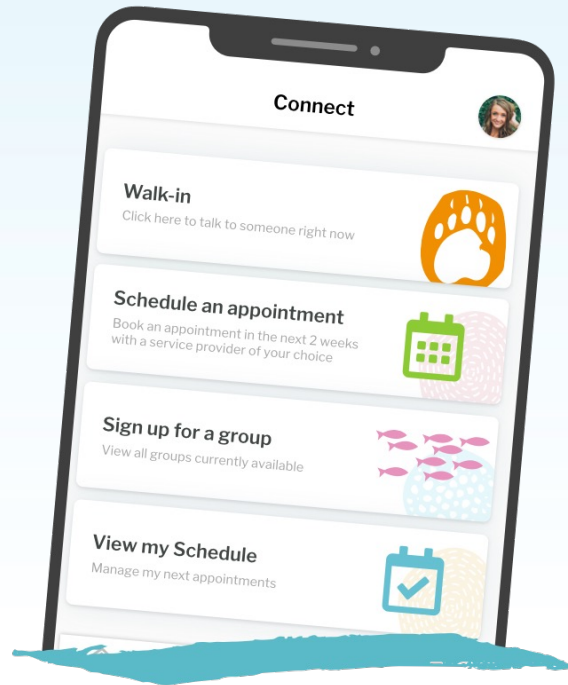 Connect
Walk-in
Click here to talk to someone right now
Schedule an appointment
Book an appointment in the next 2 weeks
with a service provider of your choice
Sign up for a group
View all groups currently available
View my Schedule
Manage my next appointments